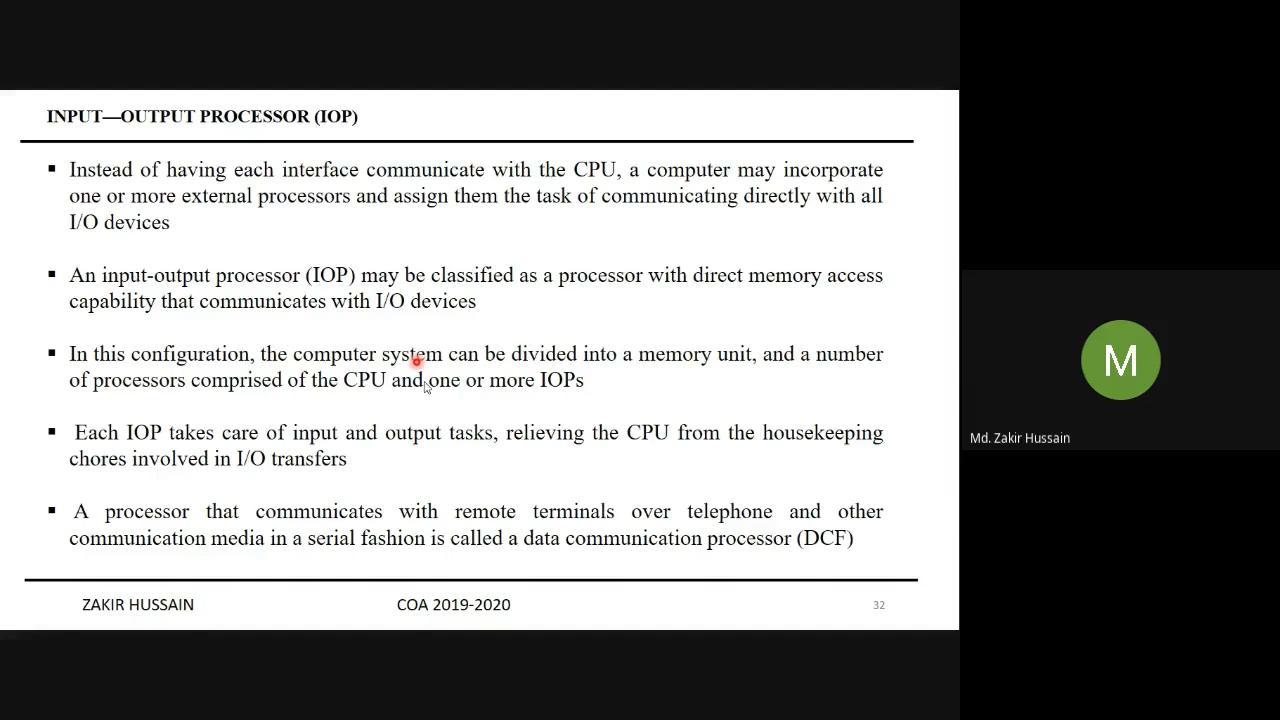 INPUT—OUTPUT PROCESSOR (IOP)
▪ Instead of having each interface communicate with the CPU, a computer may incorporate
one or more external processors and assign them the task of communicating directly with all
I/O devices
▪ An input-output processor (IOP) may be classified as a processor with direct memory access
capability that communicates with I/O devices
▪ In this configuration, the computer system can be divided into a memory unit, and a number
of processors comprised of the CPU and one or more IOPs
▪ Each IOP takes care of input and output tasks, relieving the CPU from the housekeeping
chores involved in I/O transfers
▪ A processor that communicates with remote terminals over telephone and other
communication media in a serial fashion is called a data communication processor (DCF)
ZAKIR HUSSAIN COA 2019-2020 32
M
Md. Zakir Hussain